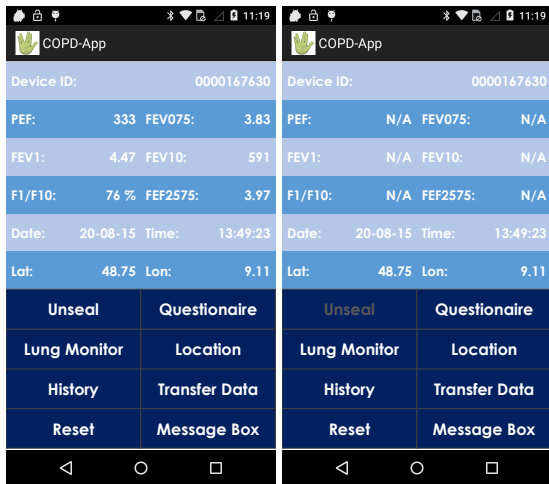 11:19
COPD-App
Device ID: 0000167630
PEF: 333 FEV075: 3.83
FEV1: 4.47 FEV10: 591
F1/F10: 76 % FEF2575: 3.97
Date: 20-08-15 Time: 13:49:23
Lat: 48.75 Lon: 9.11
Unseal Questionaire
Lung Monitor Location
History Transfer Data
Reset Message Box
11:19
COPD-App
Device ID: 0000167630
PEF: N/A FEV075: N/A
FEV1: N/A FEV10: N/A
F1/F10: N/A FEF2575: N/A
Date: 20-08-15 Time: 13:49:23
Lat: 48.75 Lon: 9.11
Unseal Questionaire
Lung Monitor Location
History Transfer Data
Reset Message Box